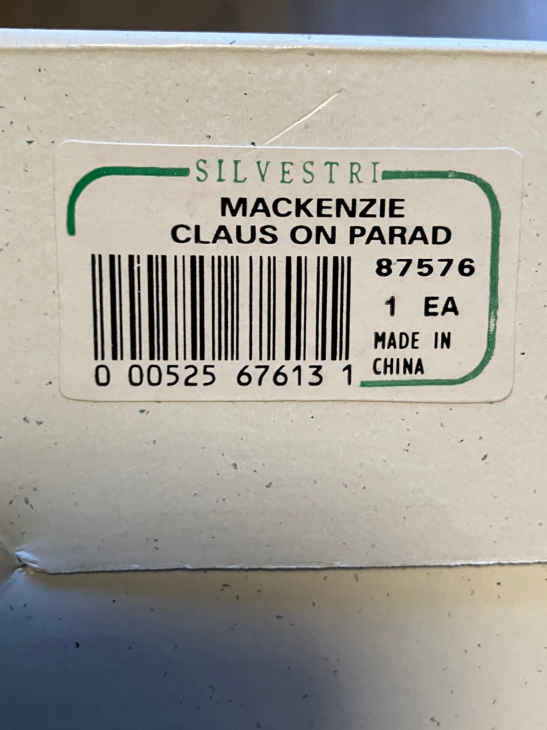 SILVESTRI
MACKENZIE
CLAUS ON PARAD
87576
1 EA
MADE IN
CHINA
0 00525 67613 1